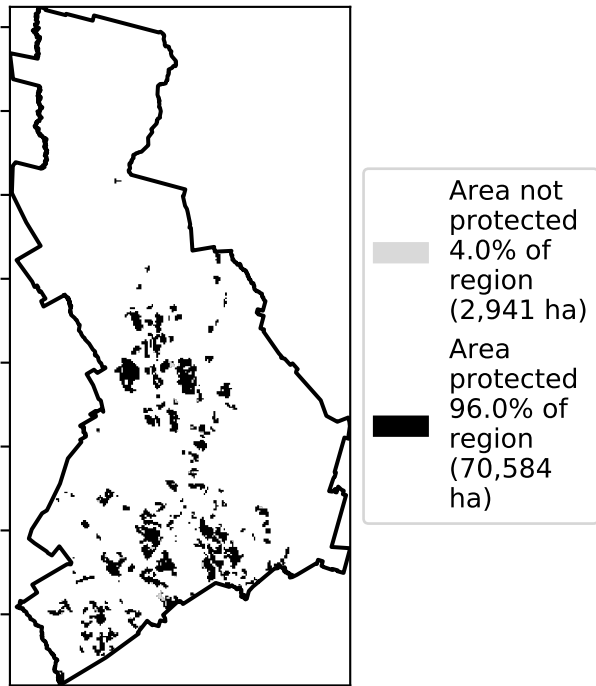 Area not
protected
4.0% of
region
(2,941 ha)
Area
protected
96.0% of
region
(70,584
ha)